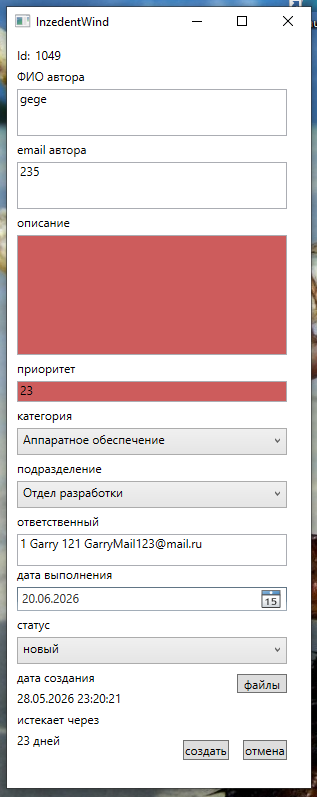 InzedentWind
Id: 1049
ФИО автора
gege
email автора
235
описание
приоритет
23
категория
Аппаратное обеспечение
подразделение
Отдел разработки
ответственный
1 Garry 121 GarryMail123@mail.ru
дата выполнения
20.06.2026
15
статус
новый
дата создания
файлы
28.05.2026 23:20:21
истекает через
23 дней
создать
отмена